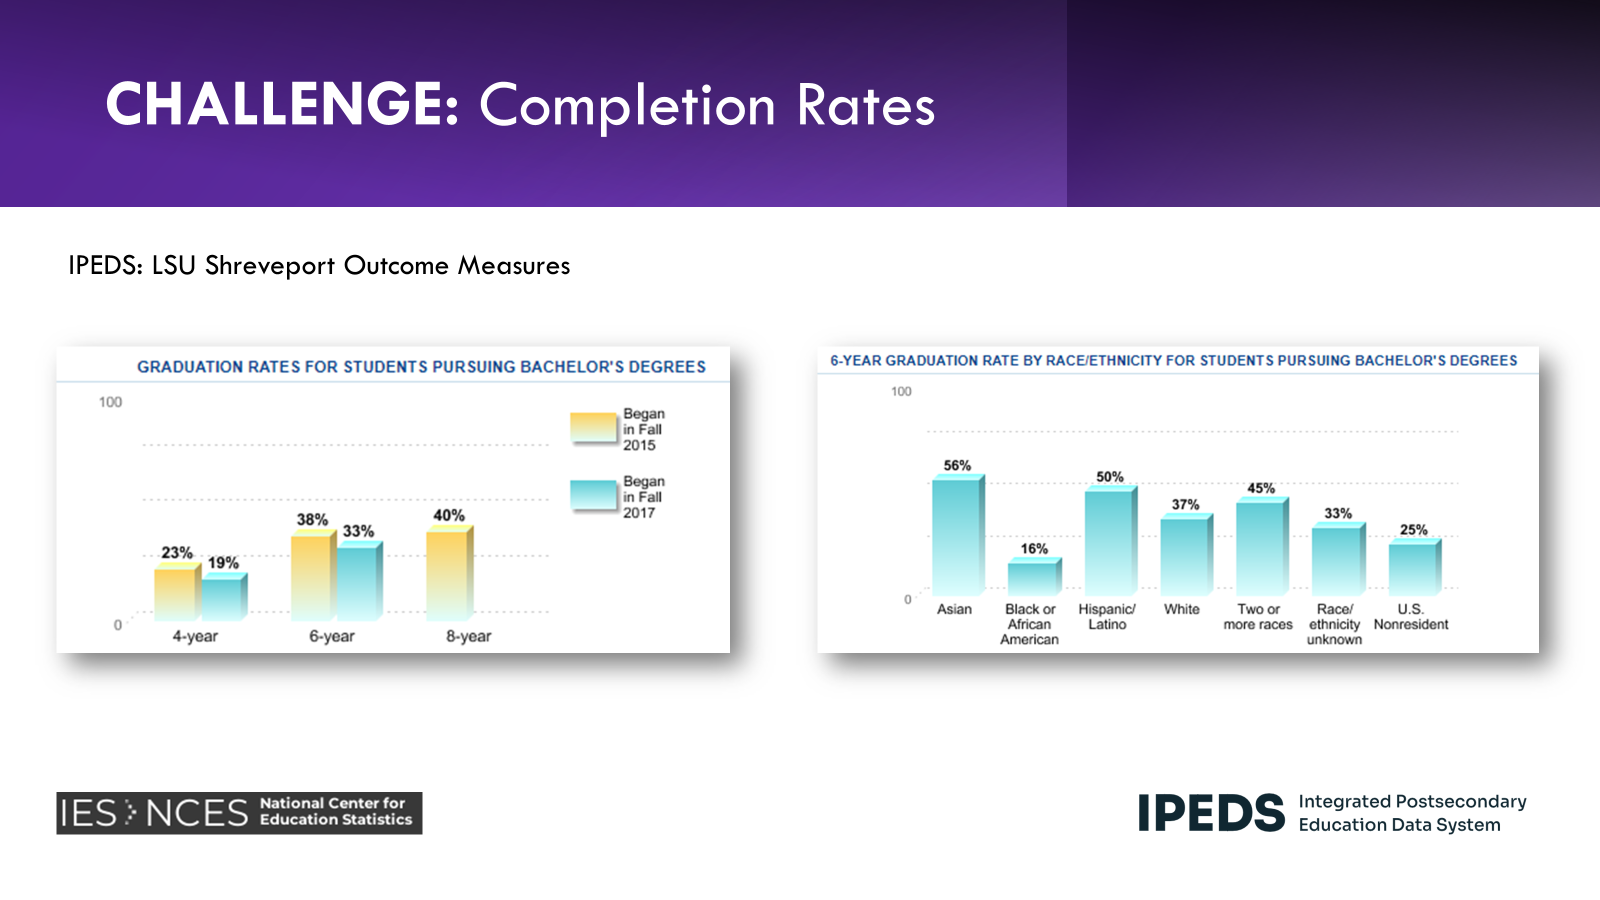 CHALLENGE: Completion Rates
IPEDS: LSU Shreveport Outcome Measures
GRADUATION RATES FOR STUDENTS PURSUING BACHELOR'S DEGREES
100
0
23%
19%
38%
33%
40%
4-year
6-year
8-year
Began
in Fall
2015
Began
in Fall
2017
6-YEAR GRADUATION RATE BY RACE/ETHNICITY FOR STUDENTS PURSUING BACHELOR'S DEGREES
100
0
56%
16%
50%
37%
45%
33%
25%
Asian
Black or
African
American
Hispanic/
Latino
White
Two or
more races
Race/
ethnicity
unknown
U.S.
Nonresident
IES NCES
National Center for
Education Statistics
IPEDS
Integrated Postsecondary
Education Data System